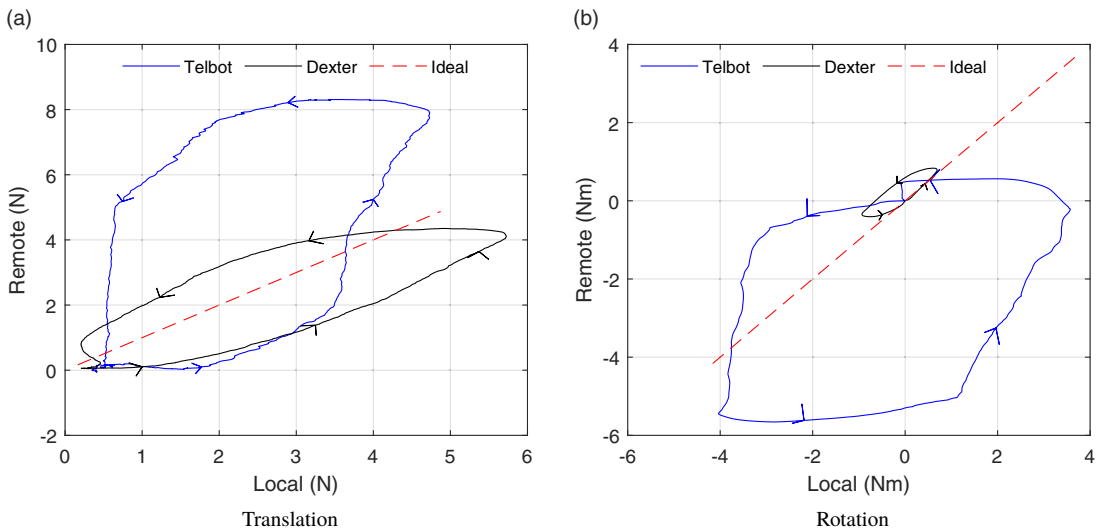 (a)
Telbot Dexter Ideal
10
8
6
4
2
0
-2
Remote (N)
0 1 2 3 4 5 6
Local (N)
Translation
(b)
Telbot Dexter Ideal
4
2
0
-2
-4
-6
Remote (Nm)
-6 -4 -2 0 2 4
Local (Nm)
Rotation